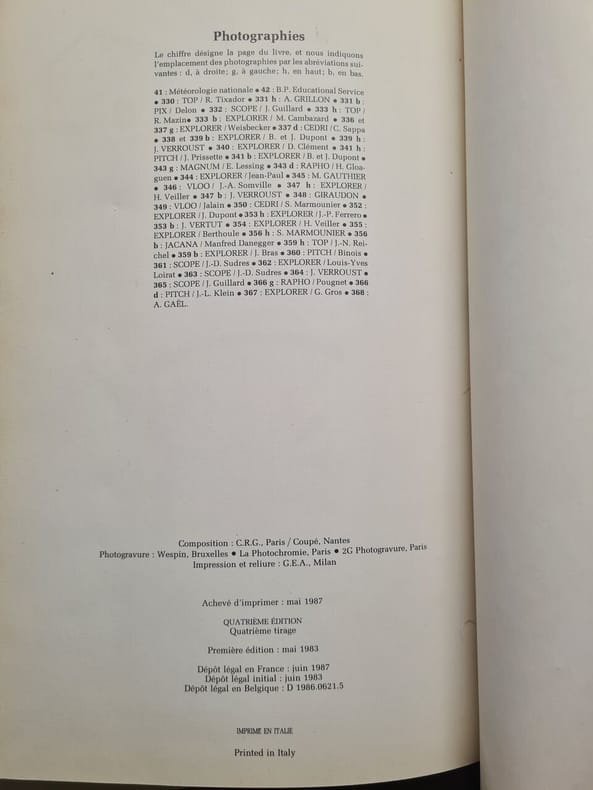 Photographies
Le chiffre désigne la page du livre, et nous indiquons
l'emplacement des photographies par les abréviations sui-
vantes : d, à droite; g, à gauche; h, en haut; b, en bas.
41 : Météorologie nationale ● 42 : B.P. Educational Service
● 330 : TOP / R. Tixador ● 331 h : A. GRILLON ● 331 b :
PIX / Delon ● 332 : SCOPE / J. Guillard ● 333 h : TOP /
R. Mazin● 333 b : EXPLORER / M. Cambazard ● 336 et
337 g : EXPLORER / Weisbecker ● 337 d : CEDRI / G. Sappa
● 338 et 339 b : EXPLORER / B. et J. Dupont ● 339 h :
J. VERROUST ● 340 : EXPLORER / D. Clément ● 341 h :
PITCH / J. Prissette ● 341 b : EXPLORER / B. et J. Dupont ●
343 g : MAGNUM / E. Lessing ● 343 d : RAPHO / H. Gloa-
guen ● 344 : EXPLORER / Jean-Paul ● 345 : M. GAUTHIER
● 346 : VLOO / J.-A. Somville ● 347 h : EXPLORER /
H. Veiller ● 347 b : J. VERROUST ● 348 : GIRAUDON ●
349 : VLOO / Jalain ● 350 : CEDRI / S. Marmounier ● 352 :
EXPLORER / J. Dupont ● 353 h : EXPLORER / J.-P. Ferrero ●
353 b : J. VERTUT ● 354 : EXPLORER / H. Veiller ● 355 :
EXPLORER / Berthoule ● 356 h : S. MARMOUNIER ● 356
b : JACANA / Manfred Danegger ● 359 h : TOP / J.-N. Rei-
chel ● 359 b : EXPLORER / J. Bras ● 360 : PITCH / Binois ●
361 : SCOPE / J.-D. Sudres ● 362 : EXPLORER / Louis-Yves
Loirat ● 363 : SCOPE / J.-D. Sudres ● 364 : J. VERROUST ●
365 : SCOPE / J. Guillard ● 366 g : RAPHO / Pougnet ● 366
d : PITCH / J.-L. Klein ● 367 : EXPLORER / G. Gros ● 368 :
A. GAËL.
Composition : C.R.G., Paris / Coupé, Nantes
Photogravure : Wespin, Bruxelles ● La Photochromie, Paris ● 2G Photogravure, Paris
Impression et reliure : G.E.A., Milan
Achevé d'imprimer : mai 1987
QUATRIÈME ÉDITION
Quatrième tirage
Première édition : mai 1983
Dépôt légal en France : juin 1987
Dépôt légal initial : juin 1983
Dépôt légal en Belgique : D 1986.0621.5
IMPRIME EN ITALIE
Printed in Italy